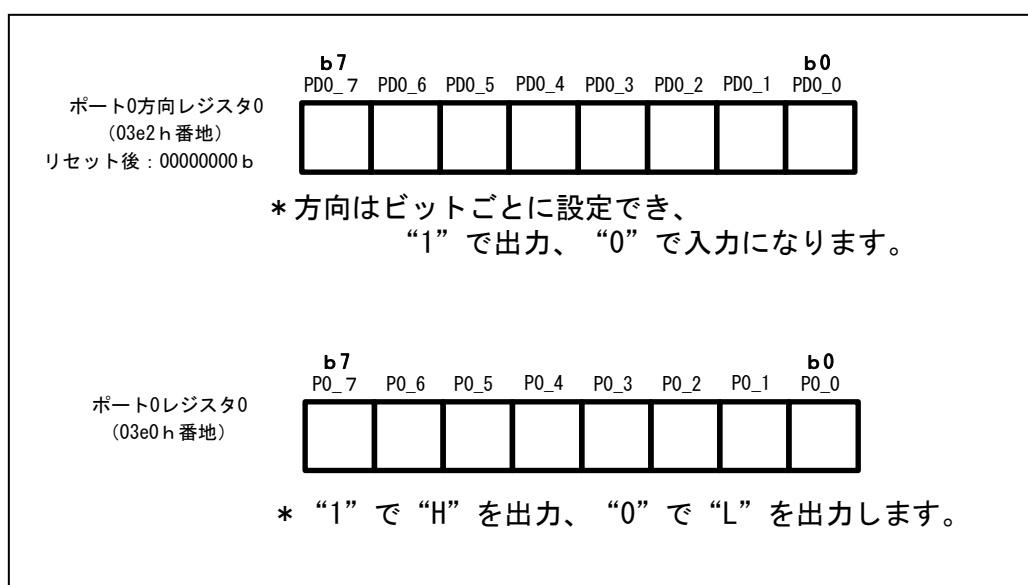 b7 b0
PD0_7 PD0_6 PD0_5 PD0_4 PD0_3 PD0_2 PD0_1 PD0_0
ポート0方向レジスタ0
（03e2ｈ番地）
リセット後：00000000ｂ
＊方向はビットごとに設定でき、
“1”で出力、“0”で入力になります。
b7 b0
P0_7 P0_6 P0_5 P0_4 P0_3 P0_2 P0_1 P0_0
ポート0レジスタ0
（03e0ｈ番地）
＊“1”で“H”を出力、“0”で“L”を出力します。